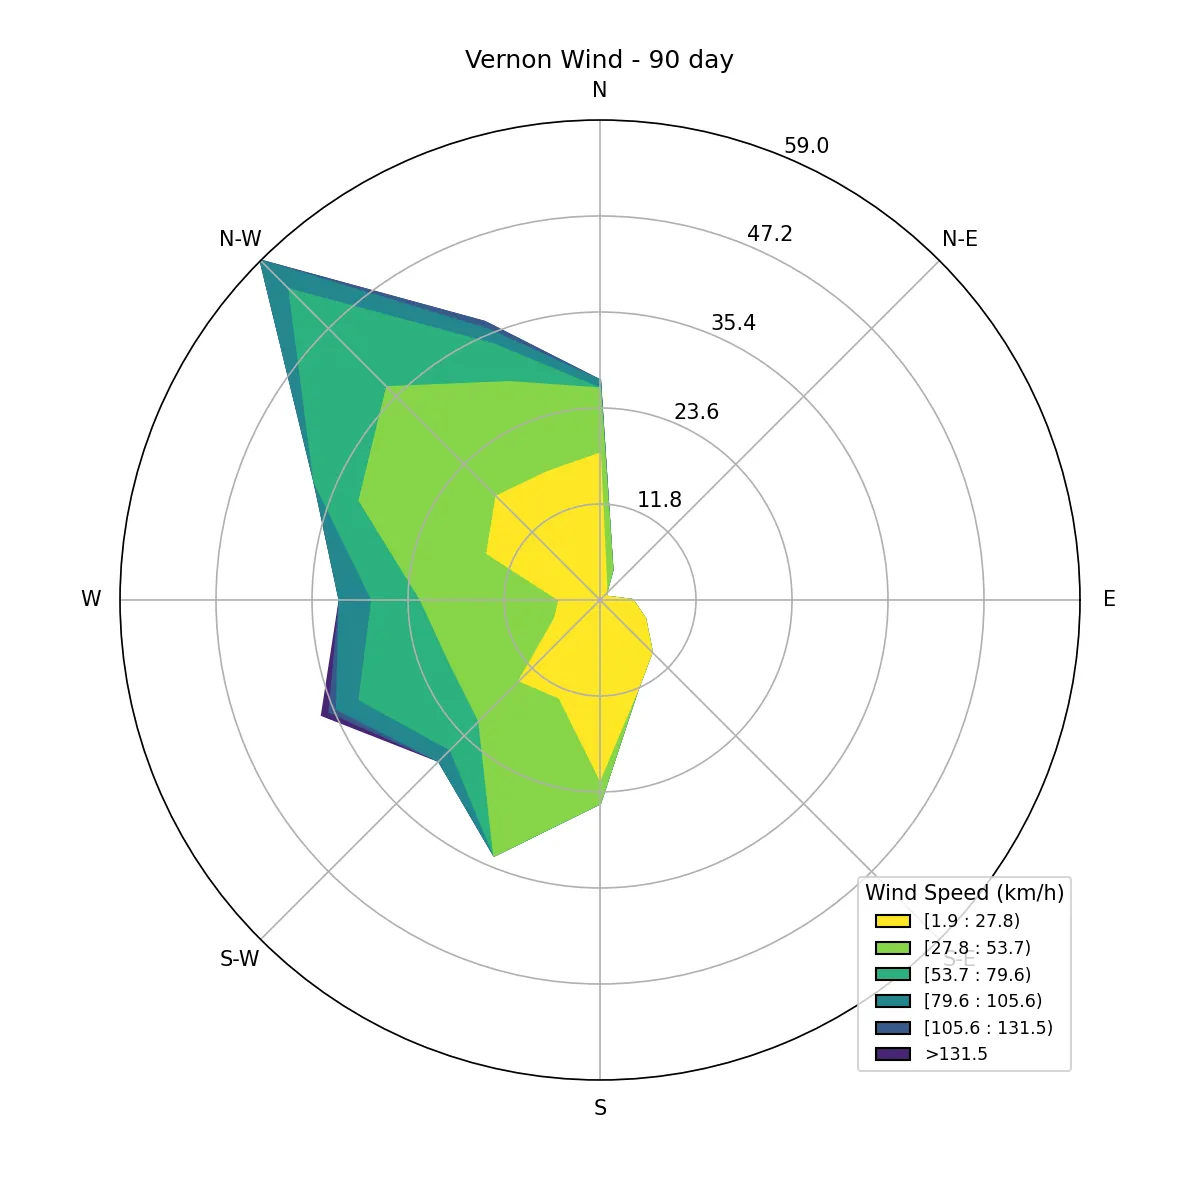 Vernon Wind - 90 day
N
59.0
47.2
N-W
N-E
35.4
23.6
11.8
W
E
Wind Speed (km/h)
[1.9 : 27.8)
[27.8 : 53.7)
S-W
S-E
[53.7 : 79.6)
[79.6 : 105.6)
[105.6 : 131.5)
>131.5
S